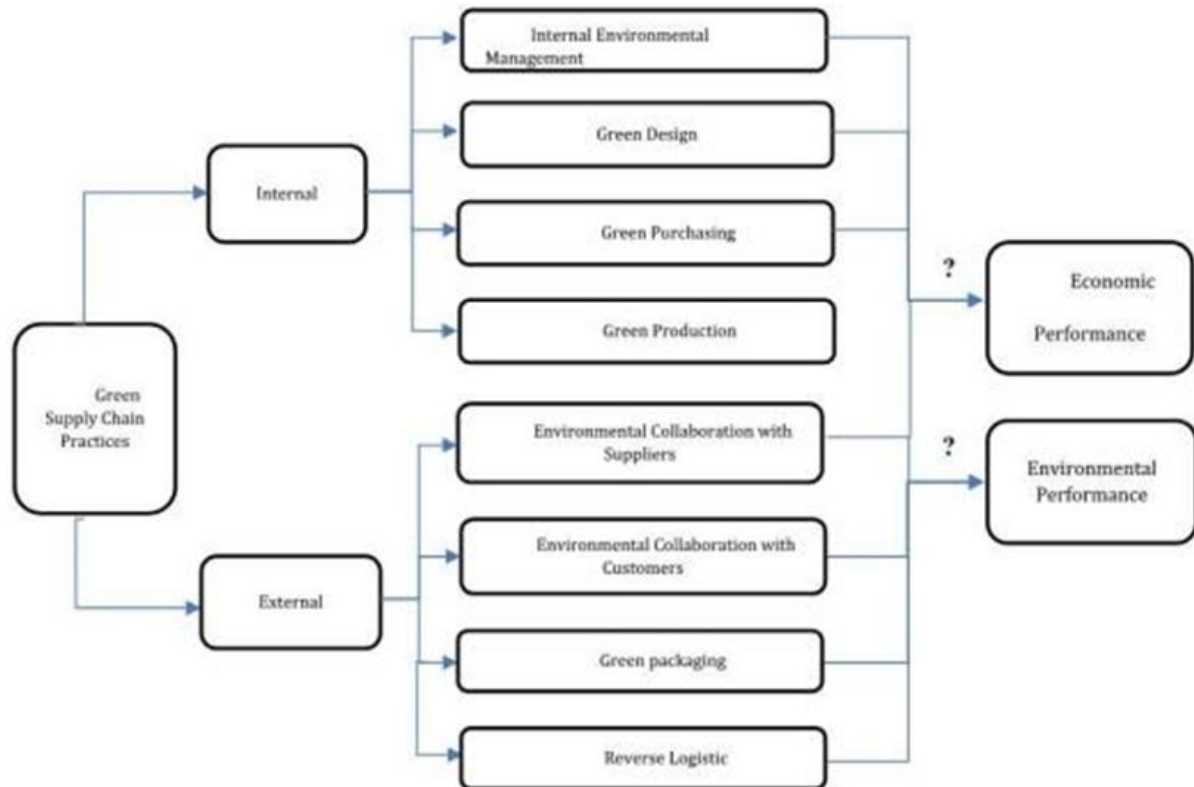 Internal Environmental
Management
Green Design
Internal
Green Purchasing
?
Economic
Performance
Green Production
Green
Supply Chain
Practices
Environmental Collaboration with
Suppliers
?
Environmental
Performance
Environmental Collaboration with
Customers
External
Green packaging
Reverse Logistic